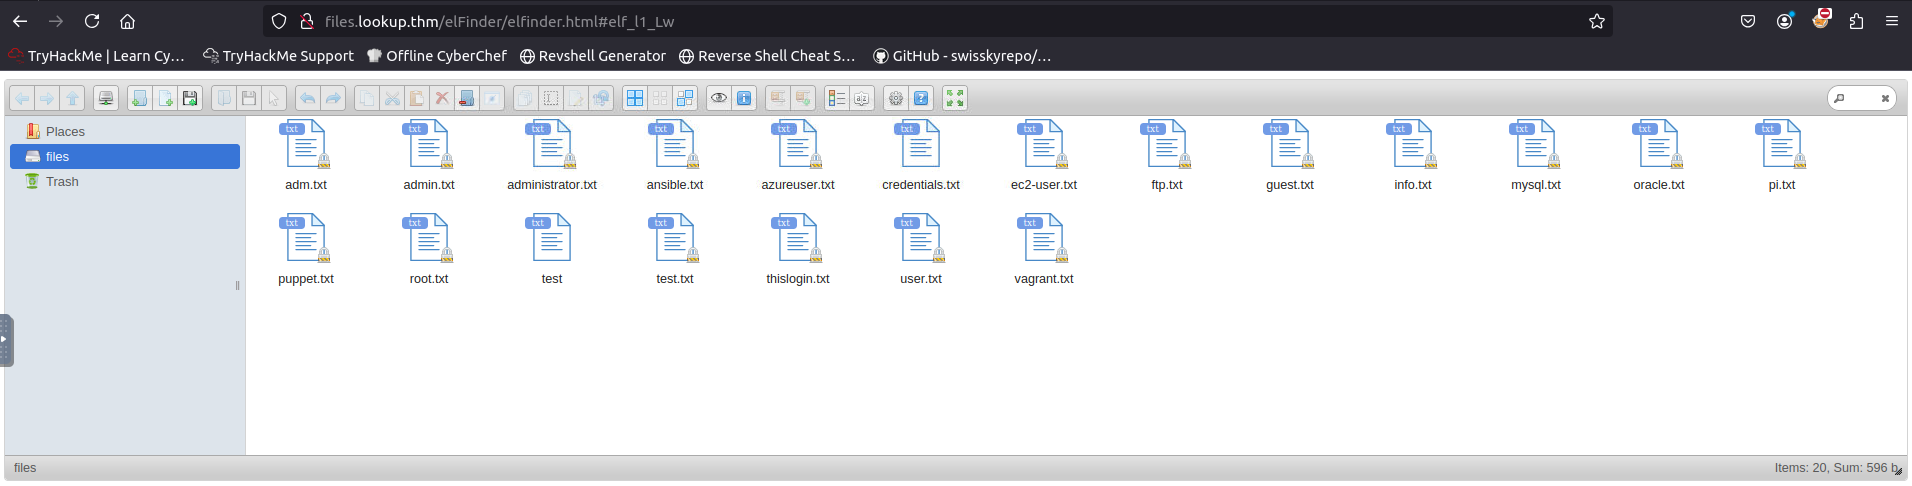 files.lookup.thm/elFinder/elfinder.html#elf_l1_Lw
TryHackMe | Learn Cy… TryHackMe Support Offline CyberChef Revshell Generator Reverse Shell Cheat S… GitHub - swisskyrepo/…
Places
files
Trash
txt txt txt txt txt txt txt txt txt txt txt txt txt
adm.txt admin.txt administrator.txt ansible.txt azureuser.txt credentials.txt ec2-user.txt ftp.txt guest.txt info.txt mysql.txt oracle.txt pi.txt
txt txt txt txt txt txt txt
puppet.txt root.txt test test.txt thislogin.txt user.txt vagrant.txt
files Items: 20, Sum: 596 b